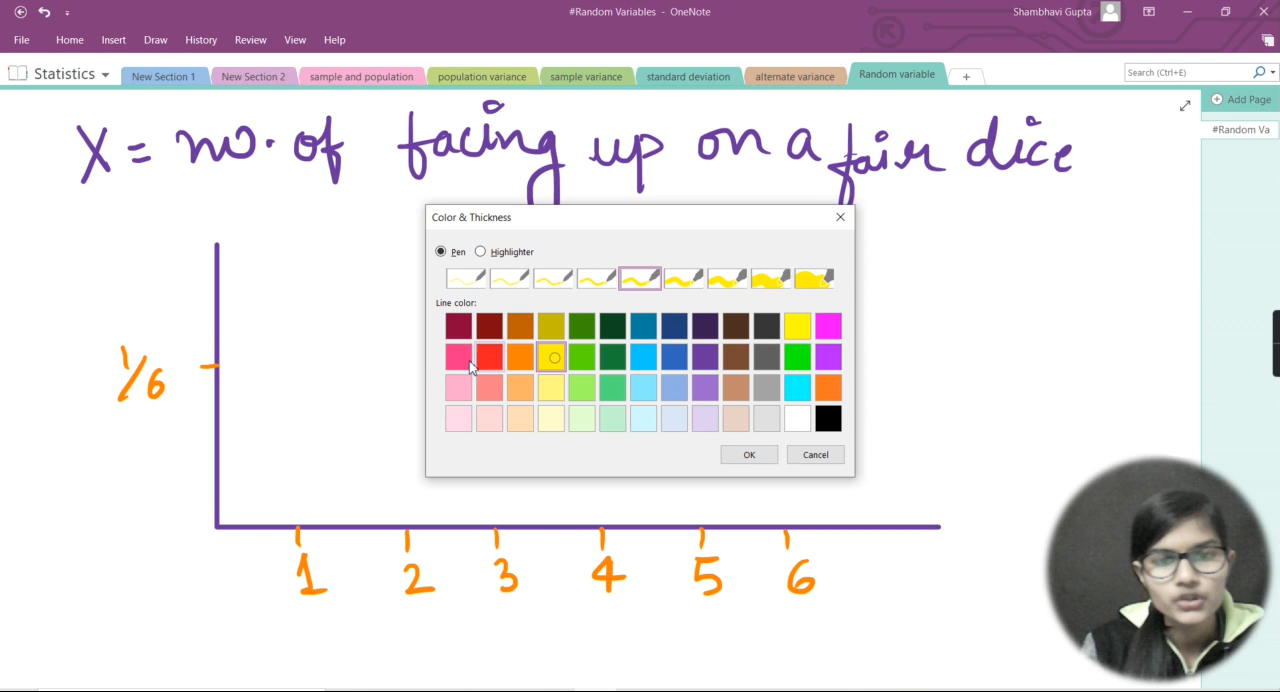 #Random Variables - OneNote
Shambhavi Gupta
File Home Insert Draw History Review View Help
Statistics
New Section 1 New Section 2 sample and population population variance sample variance standard deviation alternate variance Random variable +
Search (Ctrl+E)
Add Page
#Random Va
X = no. of facing up on a fair dice
Color & Thickness
Pen Highlighter
Line color:
OK Cancel
1/6
1 2 3 4 5 6